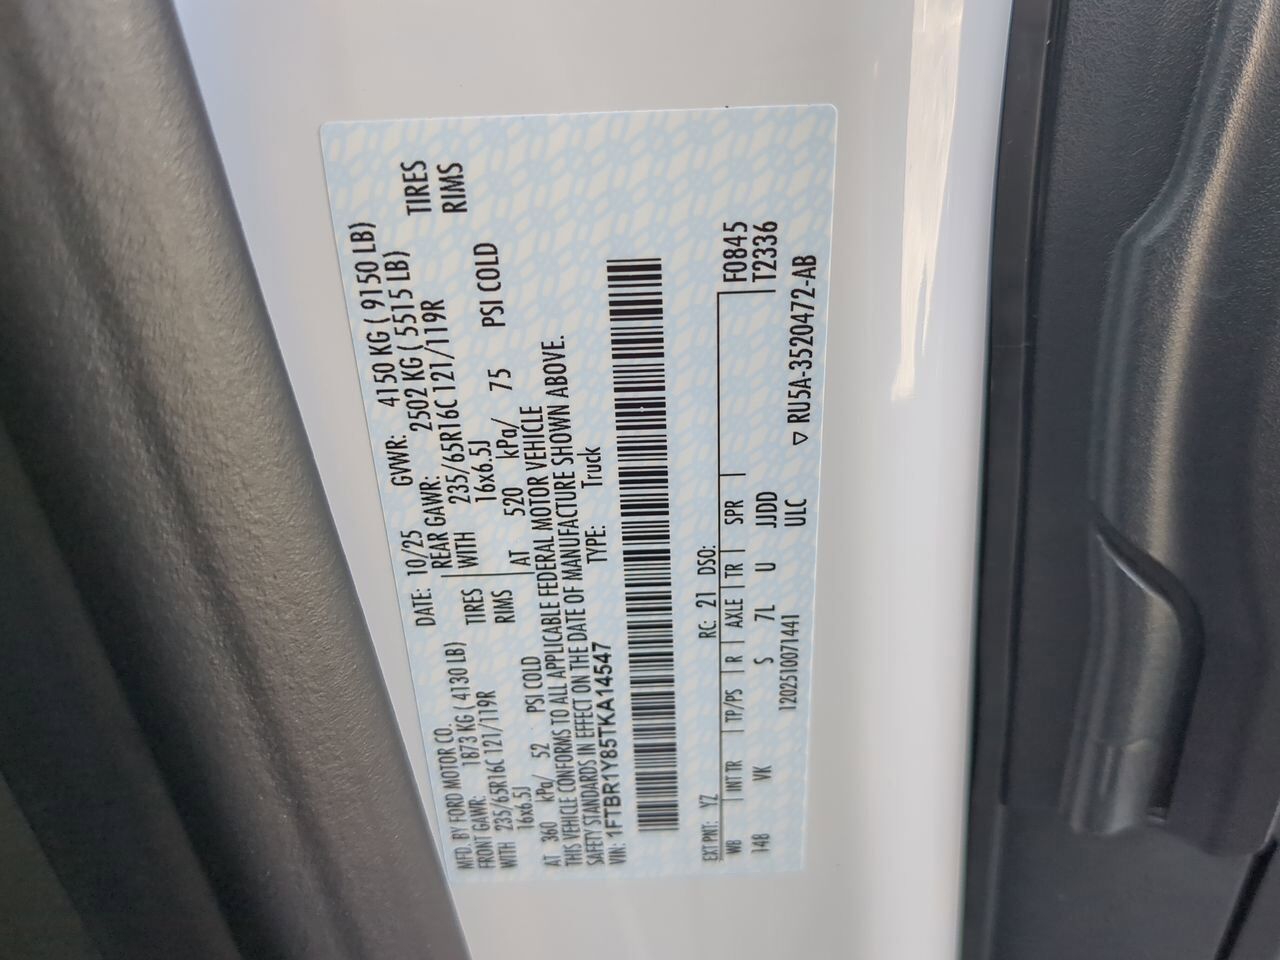 MFD. BY FORD MOTOR CO. DATE: 10/25 GVWR: 4150 KG ( 9150 LB)
FRONT GAWR: 1873 KG ( 4130 LB) REAR GAWR: 2502 KG ( 5515 LB)
WITH 235/65R16C 121/119R TIRES WITH 235/65R16C 121/119R TIRES
16x6.5J RIMS 16x6.5J RIMS
AT 360 kPa/ 52 PSI COLD AT 520 kPa/ 75 PSI COLD
THIS VEHICLE CONFORMS TO ALL APPLICABLE FEDERAL MOTOR VEHICLE
SAFETY STANDARDS IN EFFECT ON THE DATE OF MANUFACTURE SHOWN ABOVE.
VIN: 1FTBR1Y85TKA14547 TYPE: Truck
EXT PNT: YZ RC: 21 DSO:
WB INT TR TP/PS R AXLE TR SPR F0845
148 VK S 7L U JJDD T2336
ULC
1202510071441 ▽ RU5A-3520472-AB